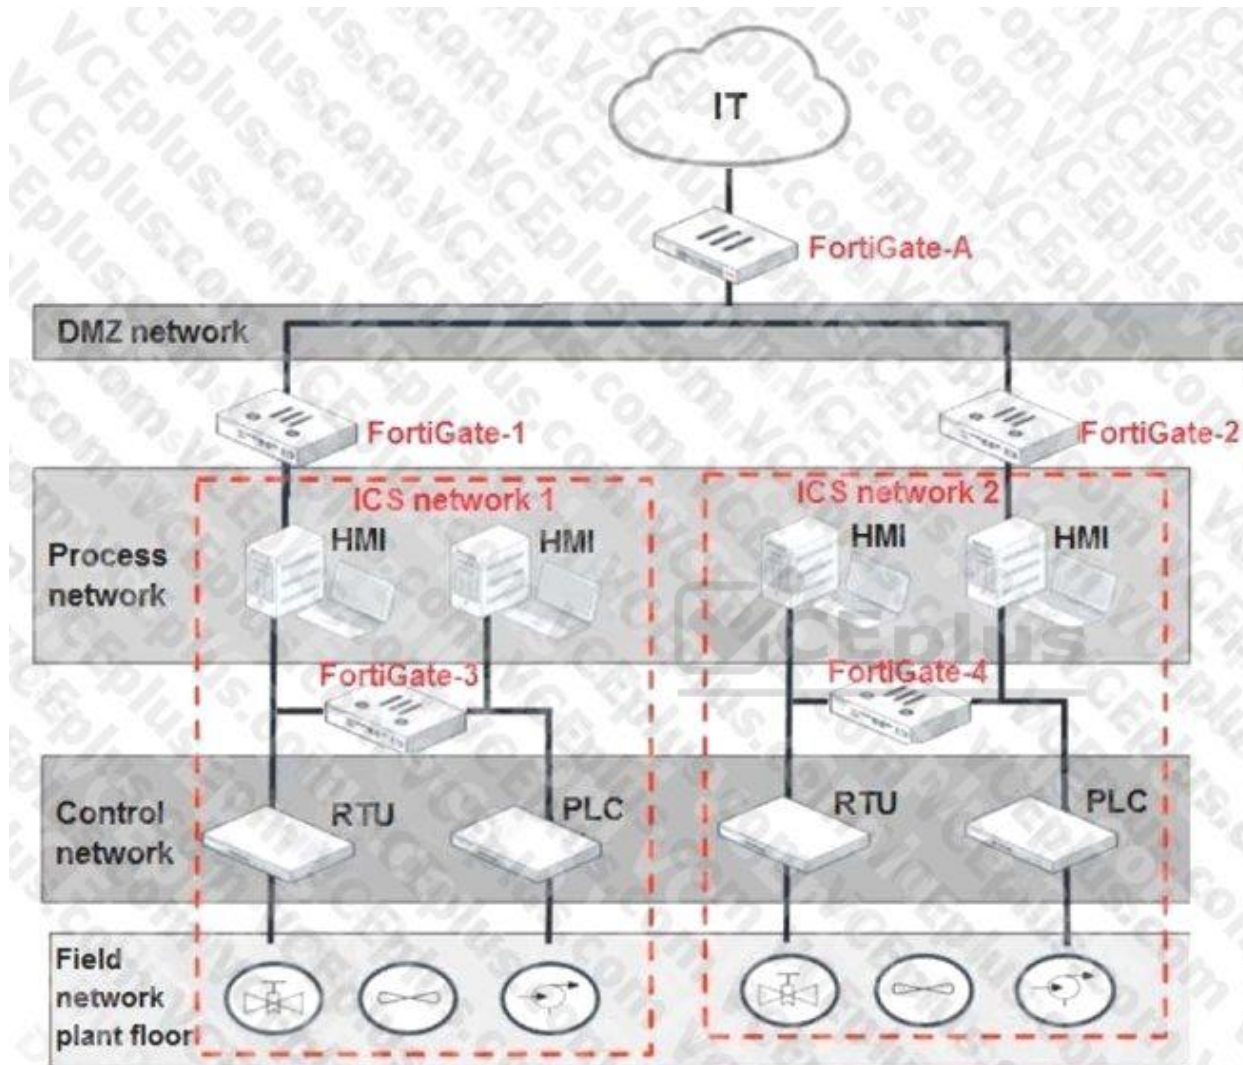 IT
FortiGate-A
DMZ network
FortiGate-1
FortiGate-2
ICS network 1
ICS network 2
HMI
HMI
HMI
HMI
Process
network
VCEplus
FortiGate-3
FortiGate-4
Control
network
RTU
PLC
RTU
PLC
Field
network
plant floor